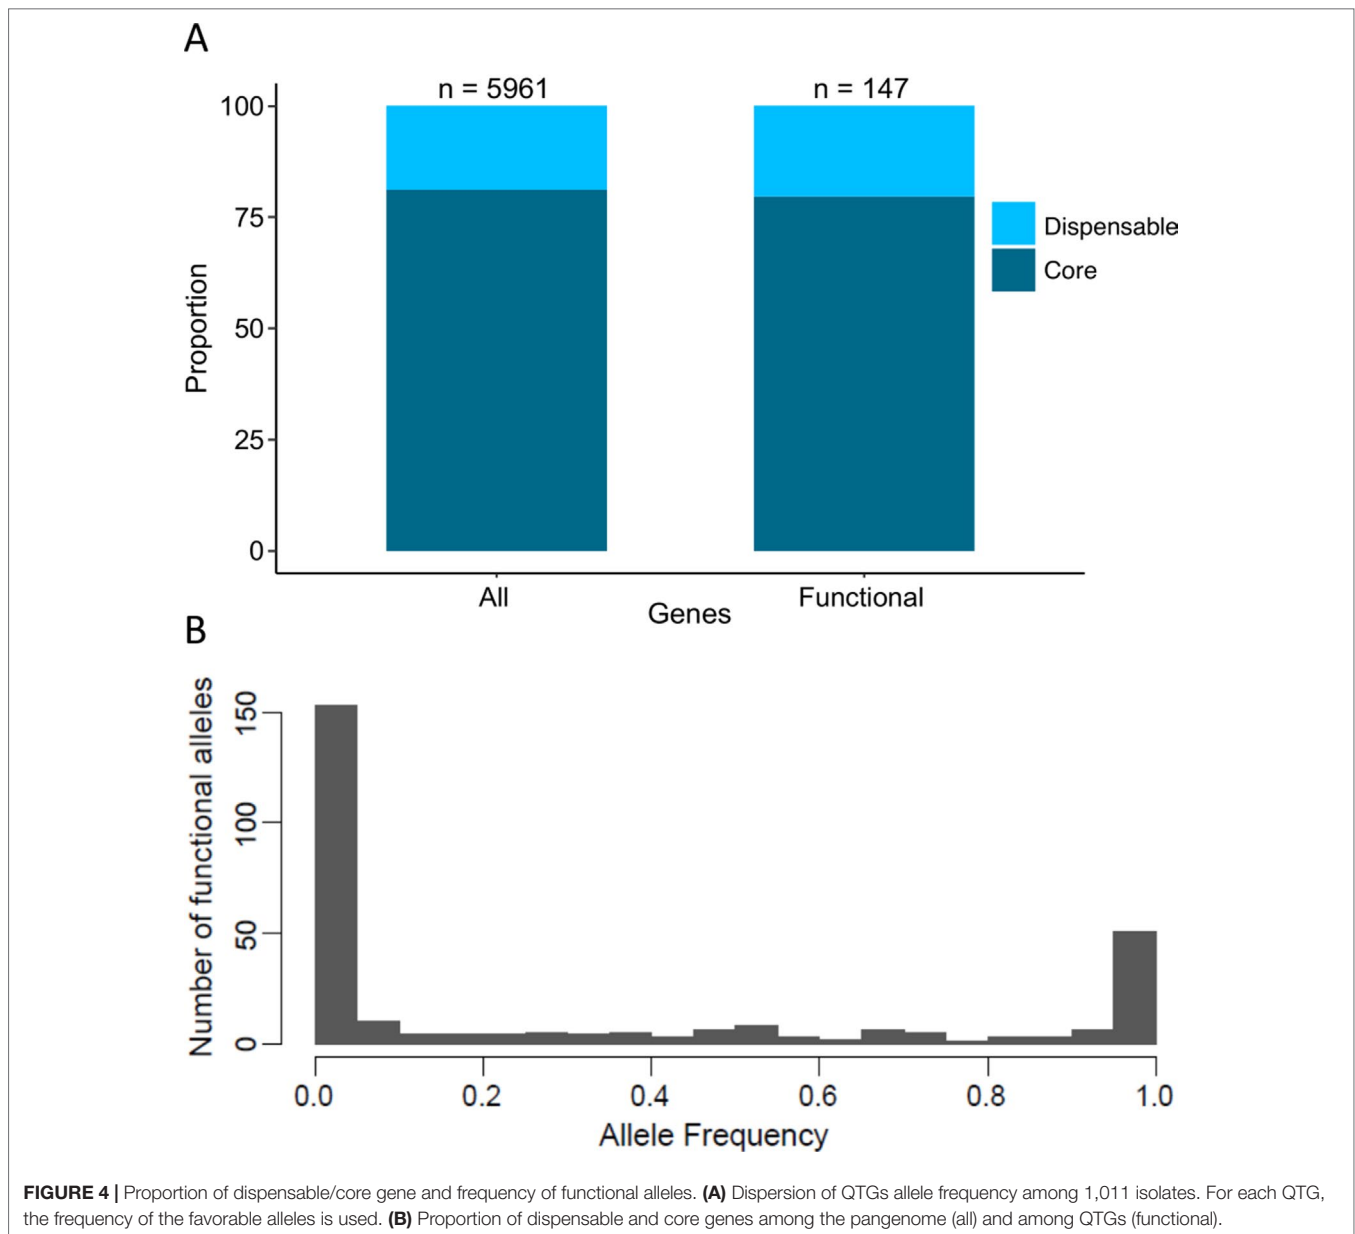 A
n = 5961
n = 147
100
75
50
25
0
Proportion
Dispensable
Core
All
Functional
Genes
B
150
100
50
0
Number of functional alleles
0.0
0.2
0.4
0.6
0.8
1.0
Allele Frequency
FIGURE 4 | Proportion of dispensable/core gene and frequency of functional alleles. (A) Dispersion of QTGs allele frequency among 1,011 isolates. For each QTG,
the frequency of the favorable alleles is used. (B) Proportion of dispensable and core genes among the pangenome (all) and among QTGs (functional).